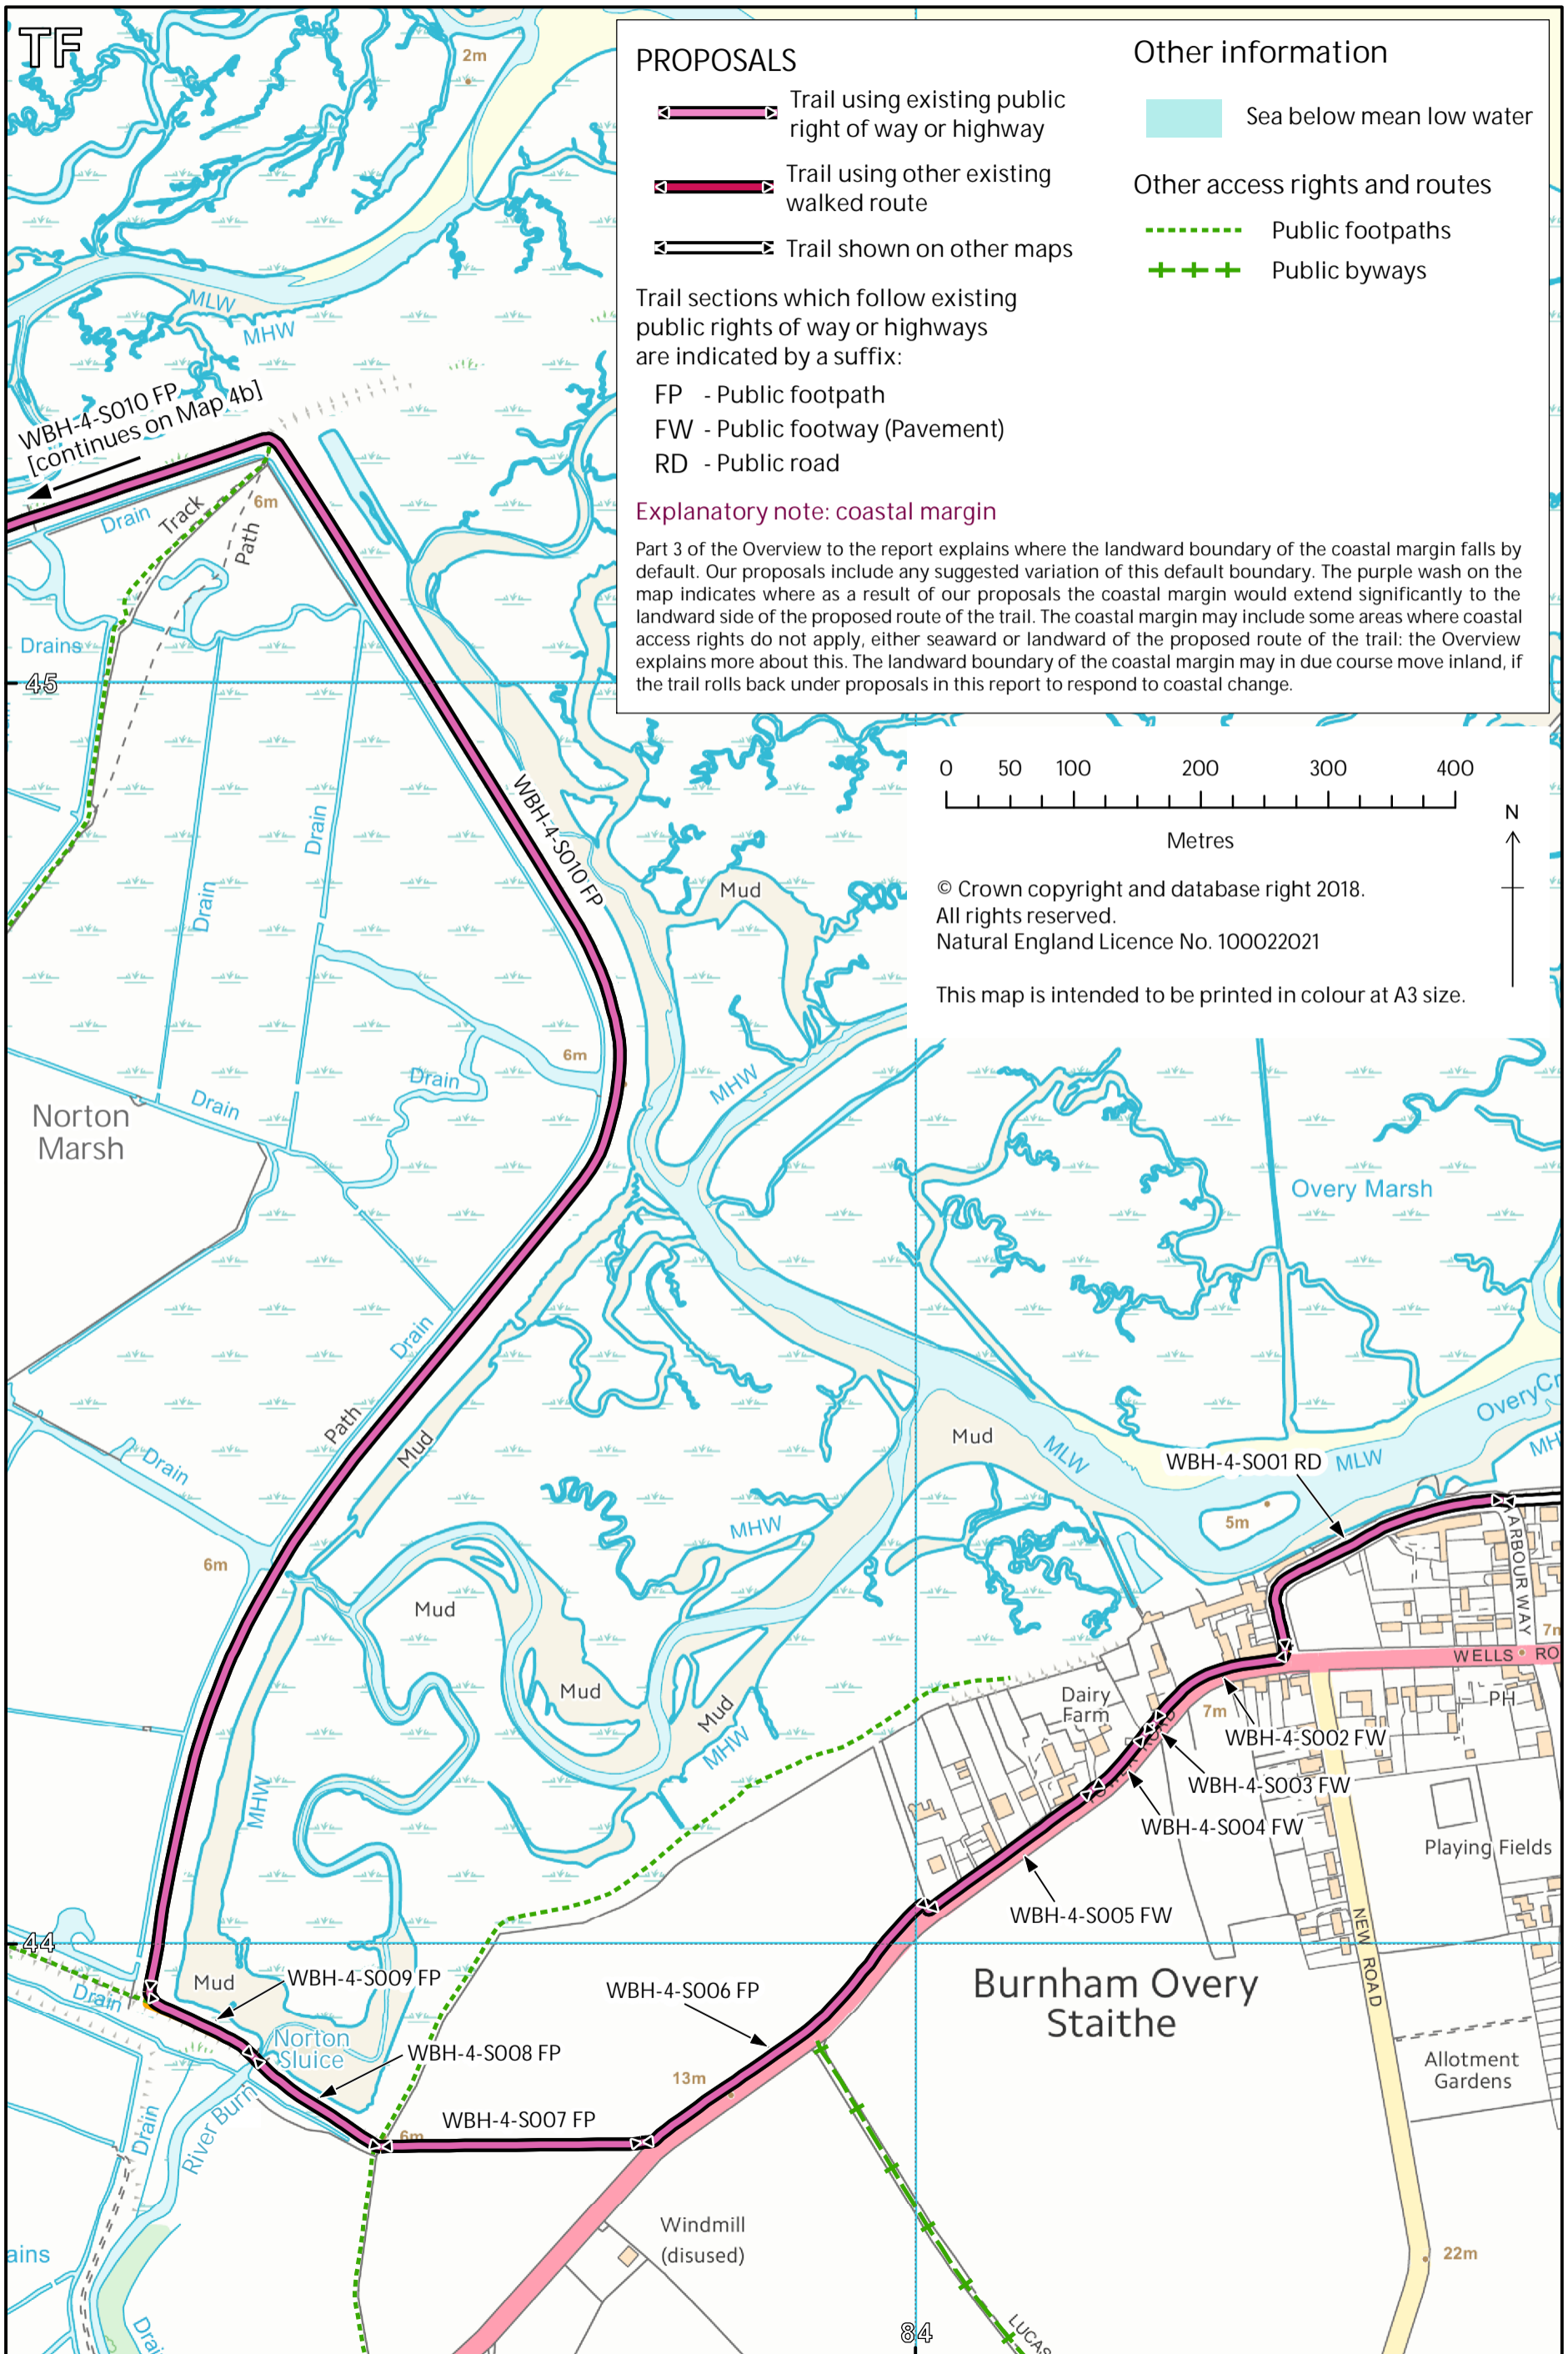 TF
2m
PROPOSALS
Trail using existing public
right of way or highway
Trail using other existing
walked route
Trail shown on other maps
Trail sections which follow existing
public rights of way or highways
are indicated by a suffix:
FP - Public footpath
FW - Public footway (Pavement)
RD - Public road
Other information
Sea below mean low water
Other access rights and routes
Public footpaths
Public byways
Explanatory note: coastal margin
Part 3 of the Overview to the report explains where the landward boundary of the coastal margin falls by
default. Our proposals include any suggested variation of this default boundary. The purple wash on the
map indicates where as a result of our proposals the coastal margin would extend significantly to the
landward side of the proposed route of the trail. The coastal margin may include some areas where coastal
access rights do not apply, either seaward or landward of the proposed route of the trail: the Overview
explains more about this. The landward boundary of the coastal margin may in due course move inland, if
the trail rolls back under proposals in this report to respond to coastal change.
MLW
MHW
WBH-4-S010 FP
[continues on Map 4b]
Drain
Track
6m
Path
Drains
45
0 50 100 200 300 400
Metres
N
© Crown copyright and database right 2018.
All rights reserved.
Natural England Licence No. 100022021
This map is intended to be printed in colour at A3 size.
WBH-4-S010 FP
Drain
Drain
Mud
6m
MHW
Drain
Drain
Norton
Marsh
Overy Marsh
Drain
Path
Mud
Drain
Mud
MLW
WBH-4-S001 RD
MLW
Overy Cr
MH
5m
MHW
6m
Mud
ARBOUR WAY
7m
WELLS RO
Mud
Mud
MHW
Dairy
Farm
7m
PH
WBH-4-S002 FW
WBH-4-S003 FW
WBH-4-S004 FW
MHW
Playing Fields
WBH-4-S005 FW
NEW ROAD
44
Mud
WBH-4-S009 FP
Drain
WBH-4-S006 FP
Burnham Overy
Staithe
Norton
Sluice
WBH-4-S008 FP
Allotment
Gardens
13m
WBH-4-S007 FP
6m
Drain
River Burn
Windmill
(disused)
22m
ains
Drai
84
LUCAS